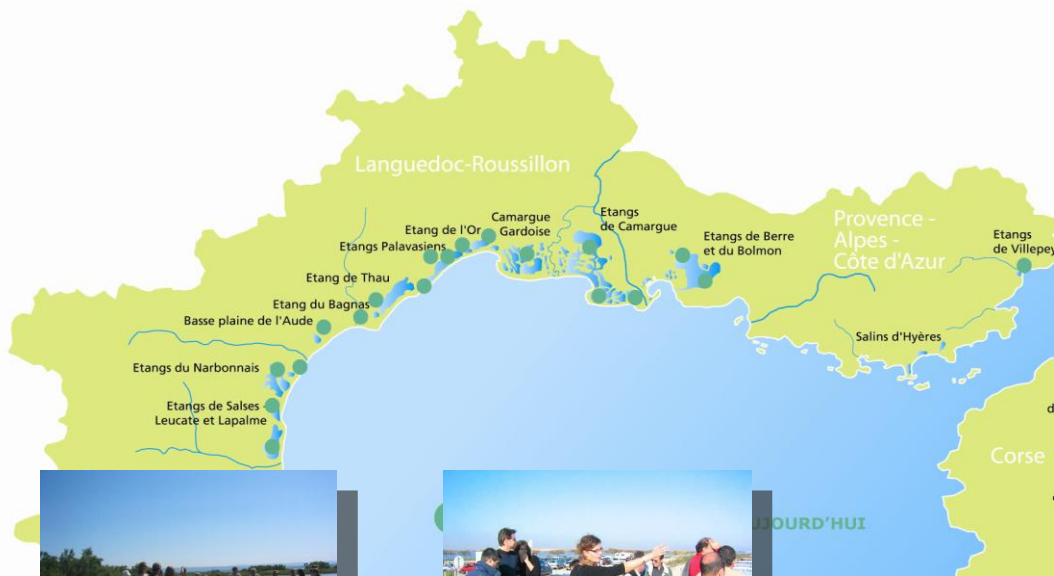 Languedoc-Roussillon
Provence -
Alpes -
Côte d'Azur
Camargue
Gardoise
Etangs
de Camargue
Etang de l'Or
Etangs Palavasiens
Etangs de Berre
et du Bolmon
Etangs
de Villepey
Etang de Thau
Etang du Bagnas
Basse plaine de l'Aude
Salins d'Hyères
Etangs du Narbonnais
Etangs de Salses
Leucate et Lapalme
Corse
UJOURD'HUI